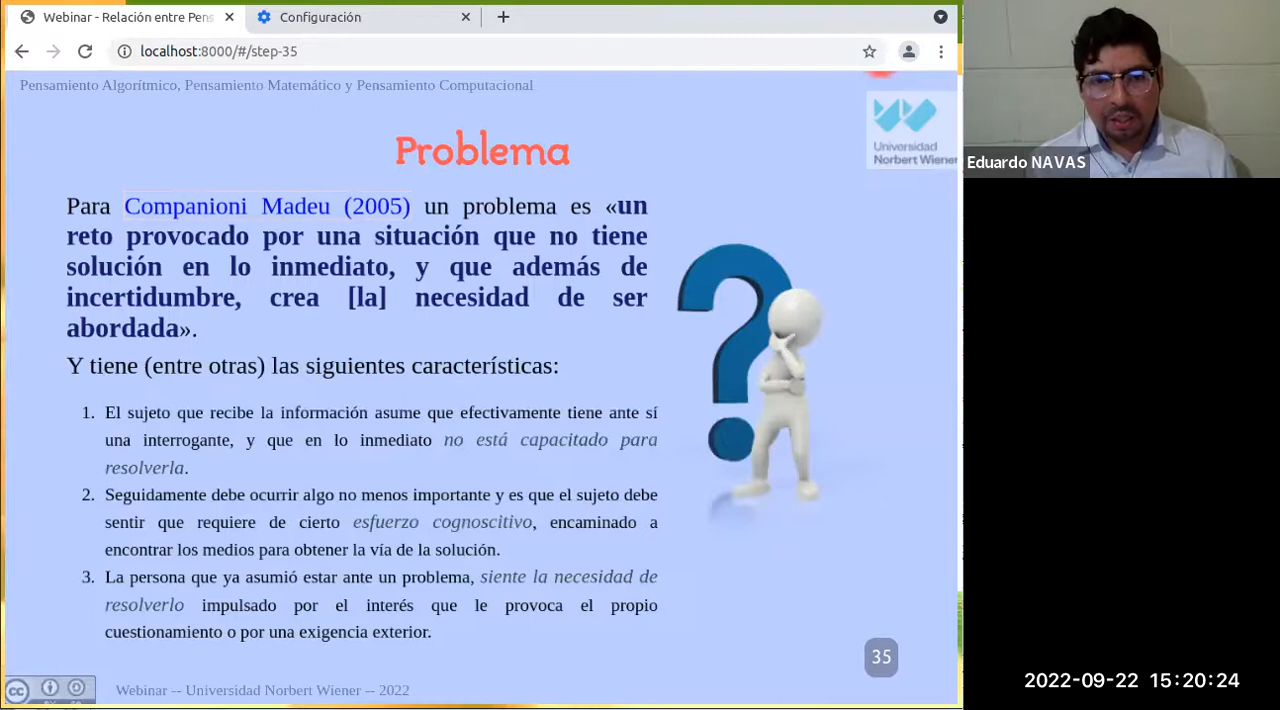 Webinar - Relación entre Pens
Configuración
localhost:8000/#/step-35
Pensamiento Algorítmico, Pensamiento Matemático y Pensamiento Computacional
Universidad
Norbert Wiener
Problema
Para Companioni Madeu (2005) un problema es «un
reto provocado por una situación que no tiene
solución en lo inmediato, y que además de
incertidumbre, crea [la] necesidad de ser
abordada».
Y tiene (entre otras) las siguientes características:
1. El sujeto que recibe la información asume que efectivamente tiene ante sí
una interrogante, y que en lo inmediato no está capacitado para
resolverla.
2. Seguidamente debe ocurrir algo no menos importante y es que el sujeto debe
sentir que requiere de cierto esfuerzo cognoscitivo, encaminado a
encontrar los medios para obtener la vía de la solución.
3. La persona que ya asumió estar ante un problema, siente la necesidad de
resolverlo impulsado por el interés que le provoca el propio
cuestionamiento o por una exigencia exterior.
35
cc
Webinar -- Universidad Norbert Wiener -- 2022
Eduardo NAVAS
2022-09-22 15:20:24